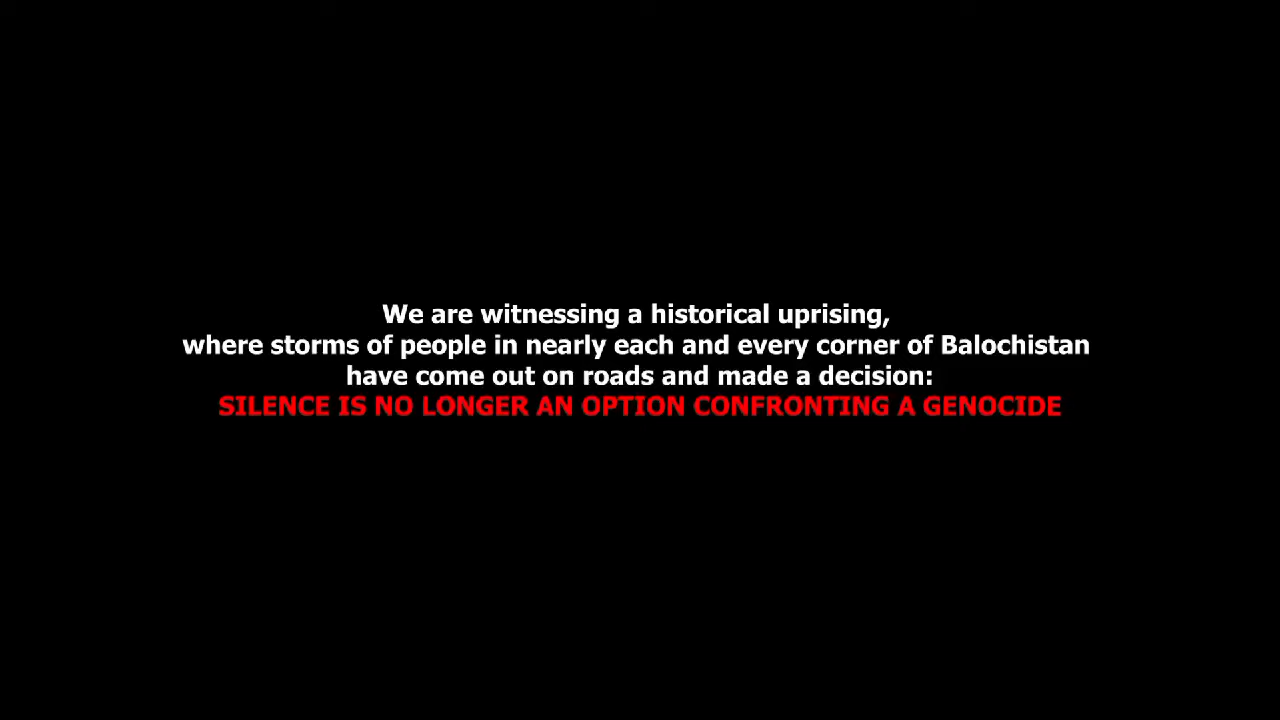 We are witnessing a historical uprising,
where storms of people in nearly each and every corner of Balochistan
have come out on roads and made a decision:
SILENCE IS NO LONGER AN OPTION CONFRONTING A GENOCIDE